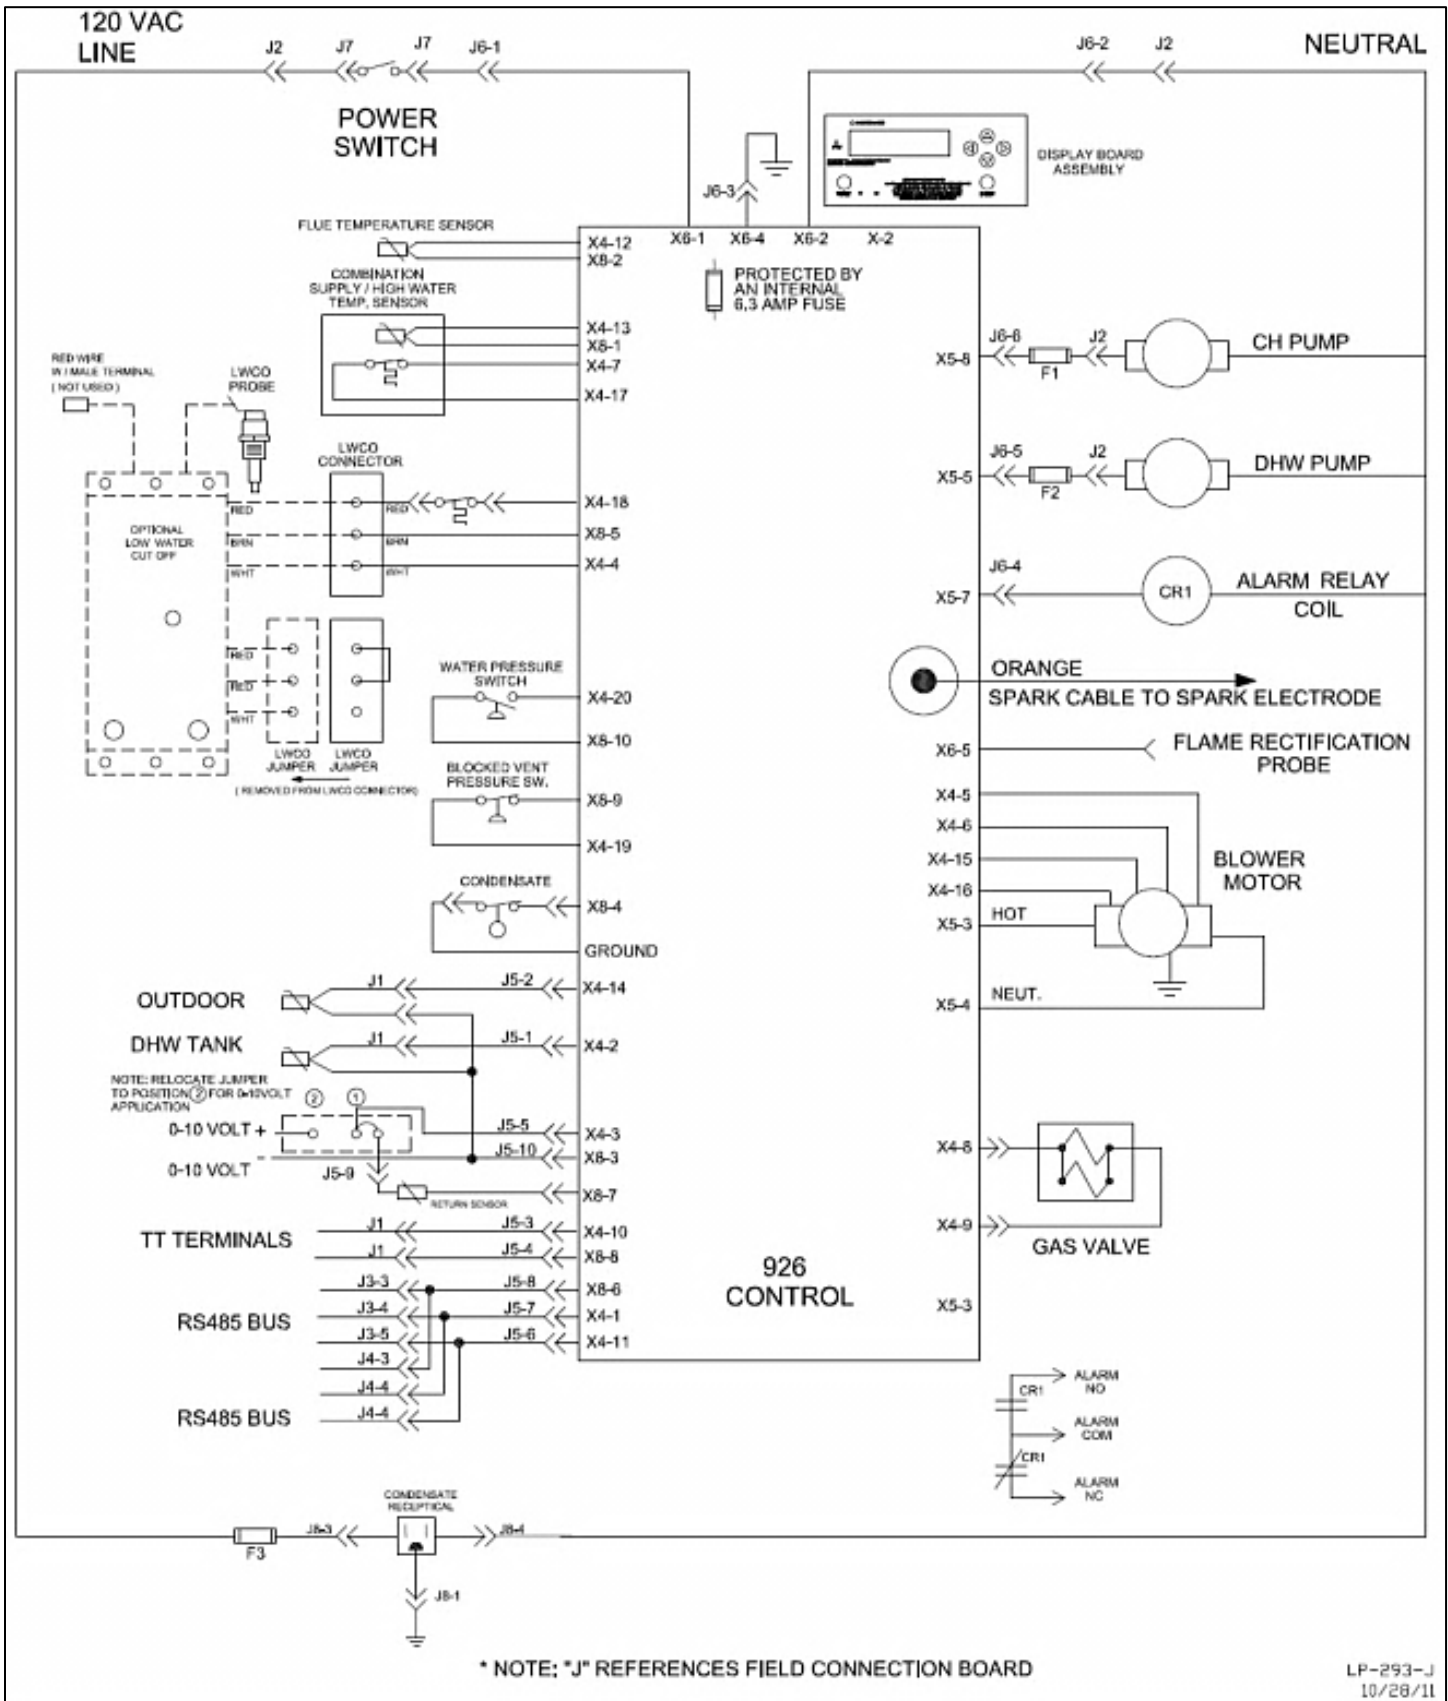 120 VAC
LINE
J2
J7
J7
J6-1
J6-2
J2
NEUTRAL
POWER
SWITCH
J6-3
DISPLAY BOARD
ASSEMBLY
FLUE TEMPERATURE SENSOR
X4-12
X8-2
X6-1
X6-4
X6-2
X-2
COMBINATION
SUPPLY / HIGH WATER
TEMP, SENSOR
PROTECTED BY
AN INTERNAL
6,3 AMP FUSE
X4-13
X8-1
X4-7
X4-17
RED WIRE
W / MALE TERMINAL
( NOT USED )
LWCO
PROBE
X5-8
J6-6
F1
J2
CH PUMP
LWCO
CONNECTOR
X5-5
J6-5
F2
J2
DHW PUMP
OPTIONAL
LOW WATER
CUT OFF
RED
RED
X4-18
BRN
BRN
X8-5
WHT
WHT
X4-4
X5-7
J6-4
CR1
ALARM RELAY
COIL
RED
RED
WHT
LWCO
JUMPER
LWCO
JUMPER
( REMOVED FROM LWCO CONNECTOR)
WATER PRESSURE
SWITCH
X4-20
X8-10
ORANGE
SPARK CABLE TO SPARK ELECTRODE
X6-5
FLAME RECTIFICATION
PROBE
BLOCKED VENT
PRESSURE SW.
X8-9
X4-19
X4-5
X4-6
X4-15
X4-16
X5-3
HOT
X5-4
NEUT.
BLOWER
MOTOR
CONDENSATE
X8-4
GROUND
OUTDOOR
J1
J5-2
X4-14
DHW TANK
J1
J5-1
X4-2
NOTE: RELOCATE JUMPER
TO POSITION 2 FOR 0-10VOLT
APPLICATION
2
1
0-10 VOLT +
J5-5
X4-3
0-10 VOLT -
J5-10
X8-3
J5-9
RETURN SENSOR
X8-7
X4-8
X4-9
GAS VALVE
TT TERMINALS
J1
J5-3
X4-10
J1
J5-4
X8-8
RS485 BUS
J3-3
J5-8
X8-6
J3-4
J5-7
X4-1
J3-5
J5-6
X4-11
926
CONTROL
X5-3
RS485 BUS
J4-3
J4-4
J4-4
CR1
ALARM
NO
ALARM
COM
CR1
ALARM
NC
CONDENSATE
RECEPTICAL
F3
J8-3
J8-4
J8-1
* NOTE: "J" REFERENCES FIELD CONNECTION BOARD
LP-293-J
10/28/11